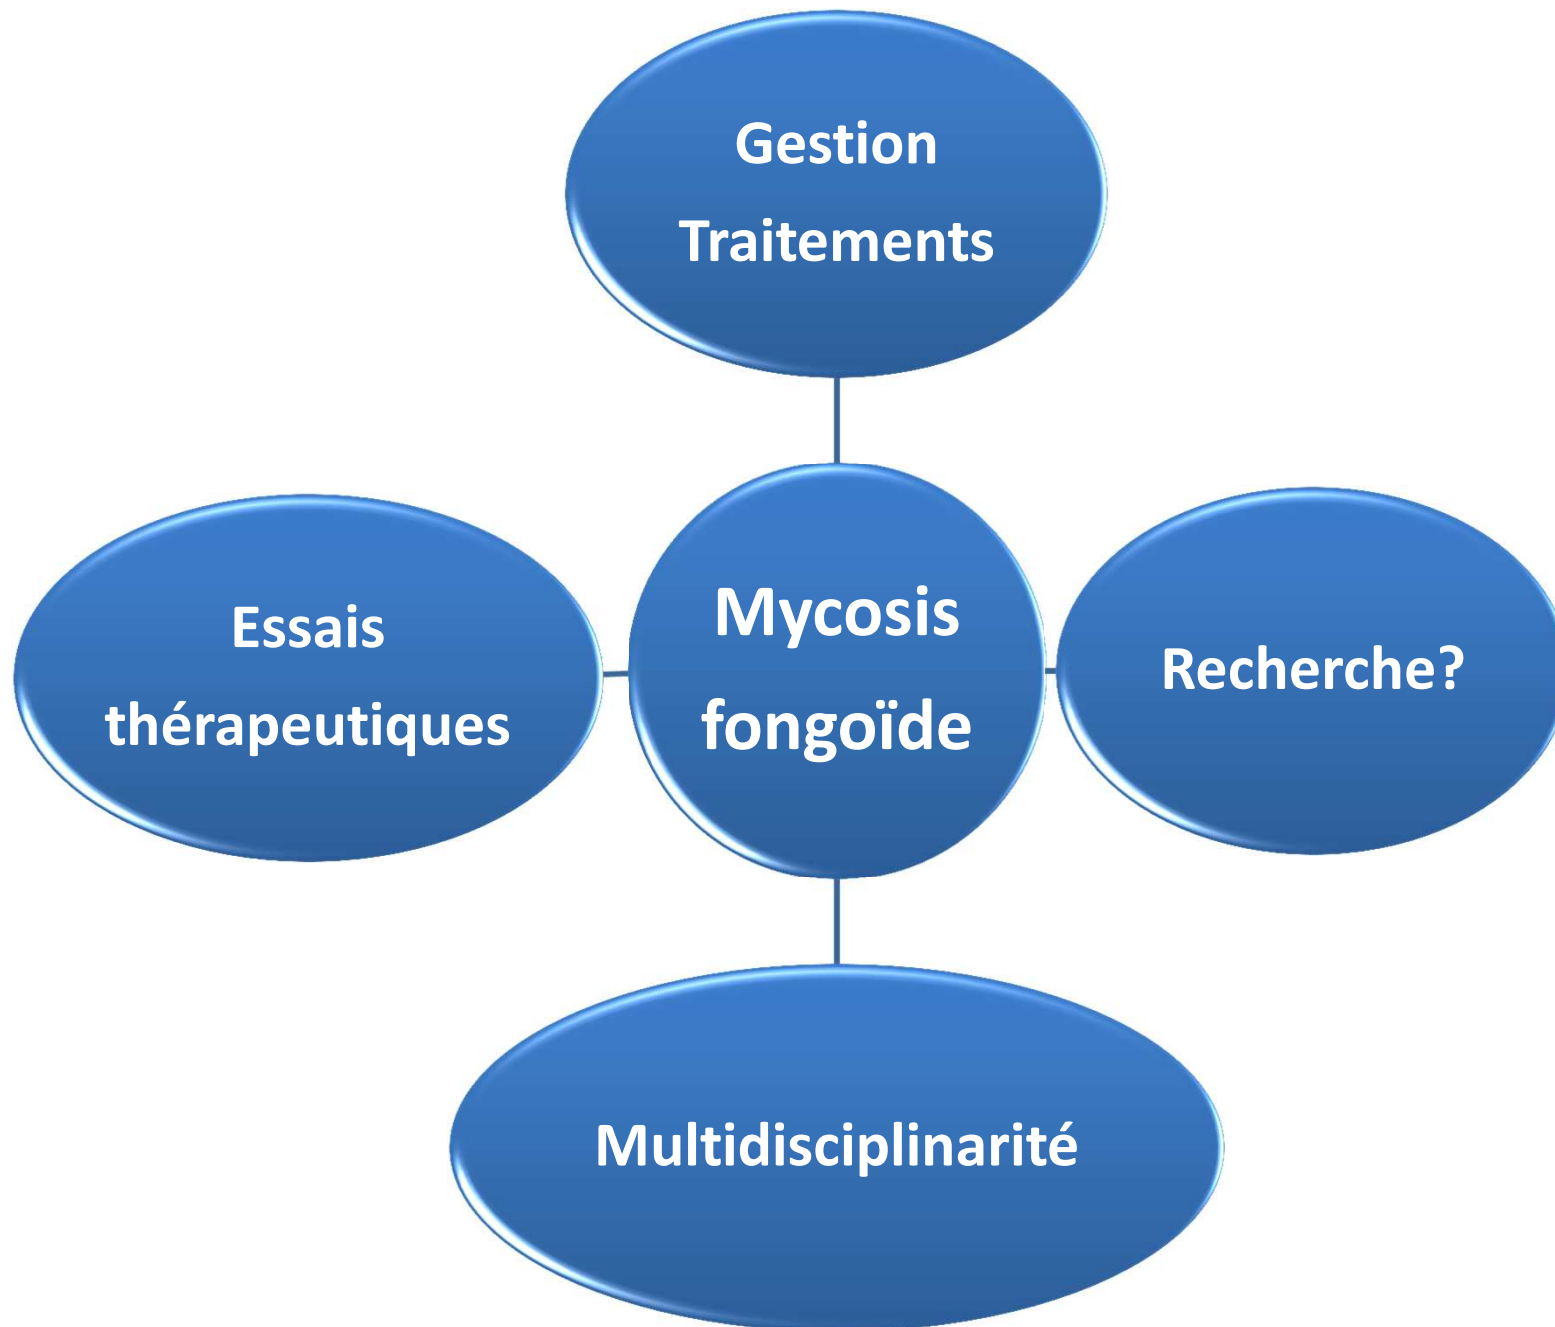 Gestion
Traitements
Essais
thérapeutiques
Mycosis
fongoïde
Recherche?
Multidisciplinarité